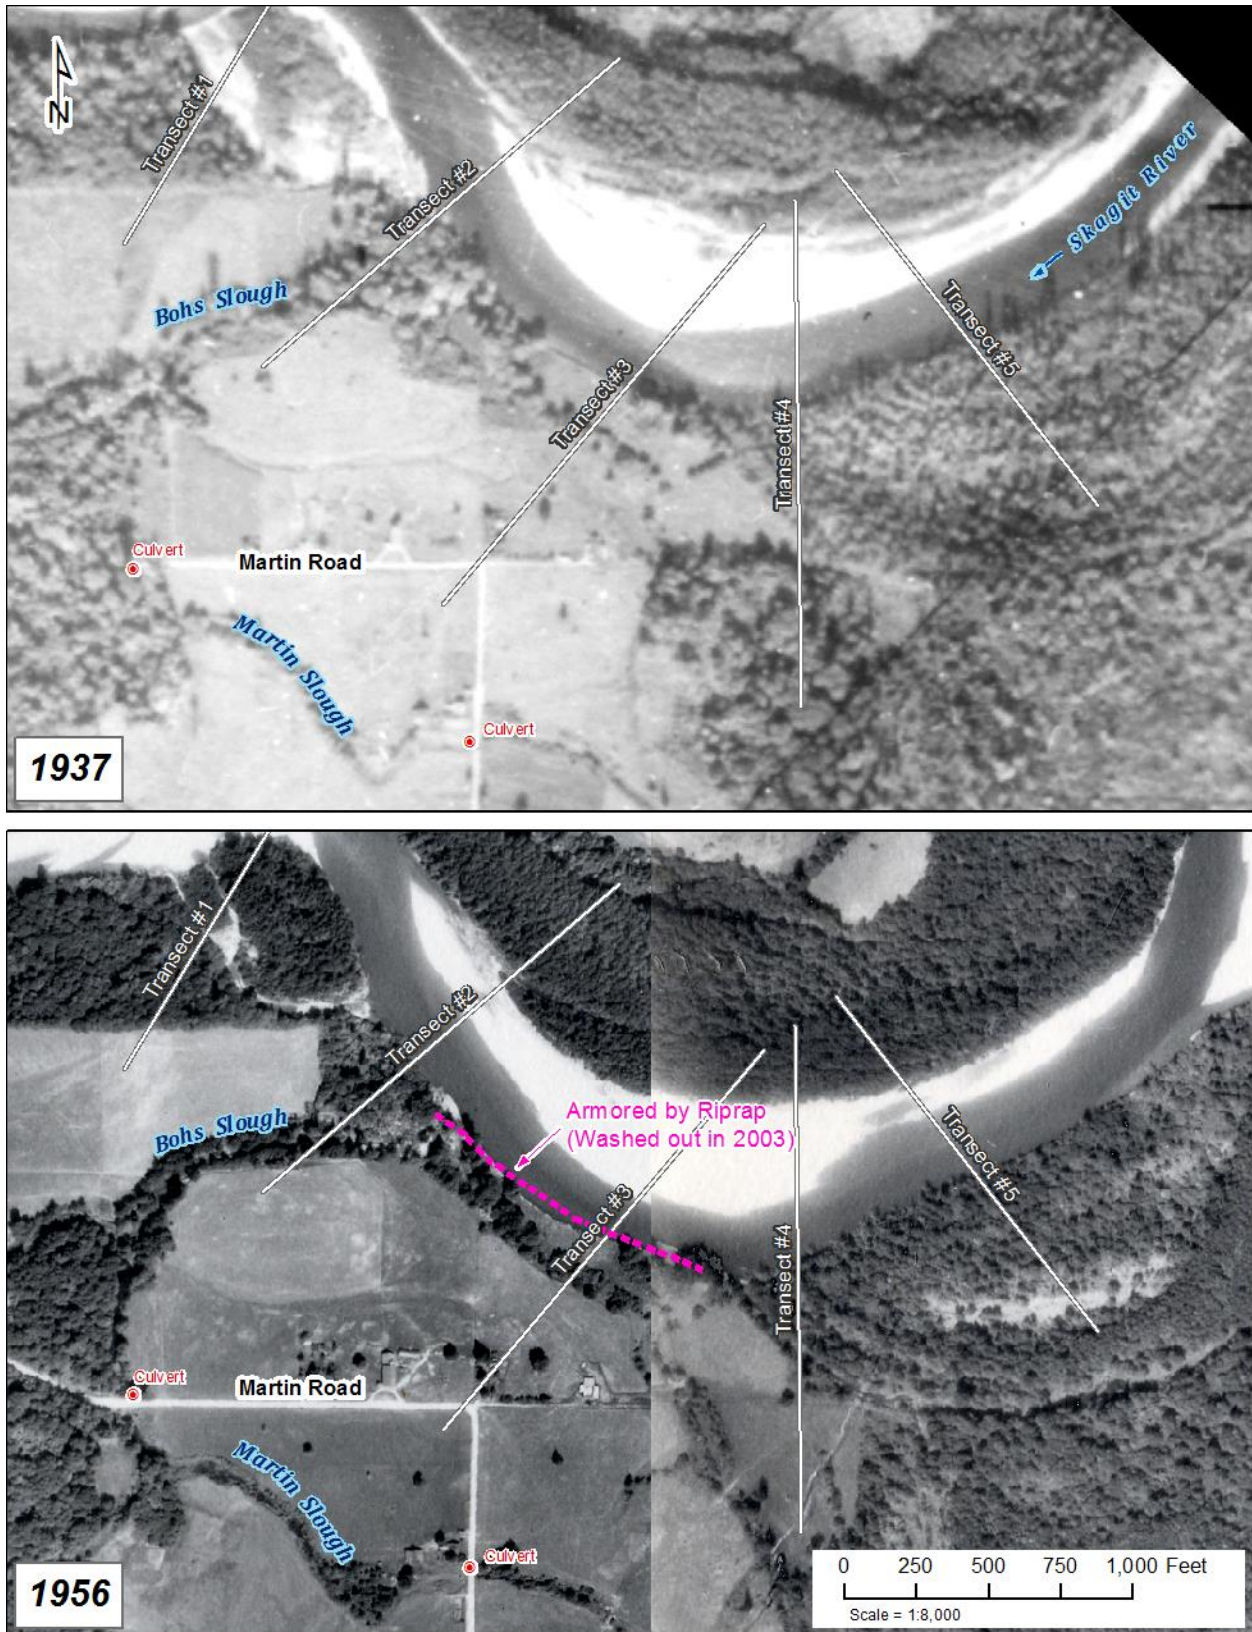 N
Transect #1
Transect #2
Skagit River
Bohs Slough
Transect #3
Transect #5
Transect #4
Culvert
Martin Road
Martin Slough
Culvert
1937
Transect #1
Transect #2
Armored by Riprap
(Washed out in 2003)
Bohs Slough
Transect #5
Transect #3
Transect #4
Culvert
Martin Road
Martin Slough
Culvert
0 250 500 750 1,000 Feet
Scale = 1:8,000
1956